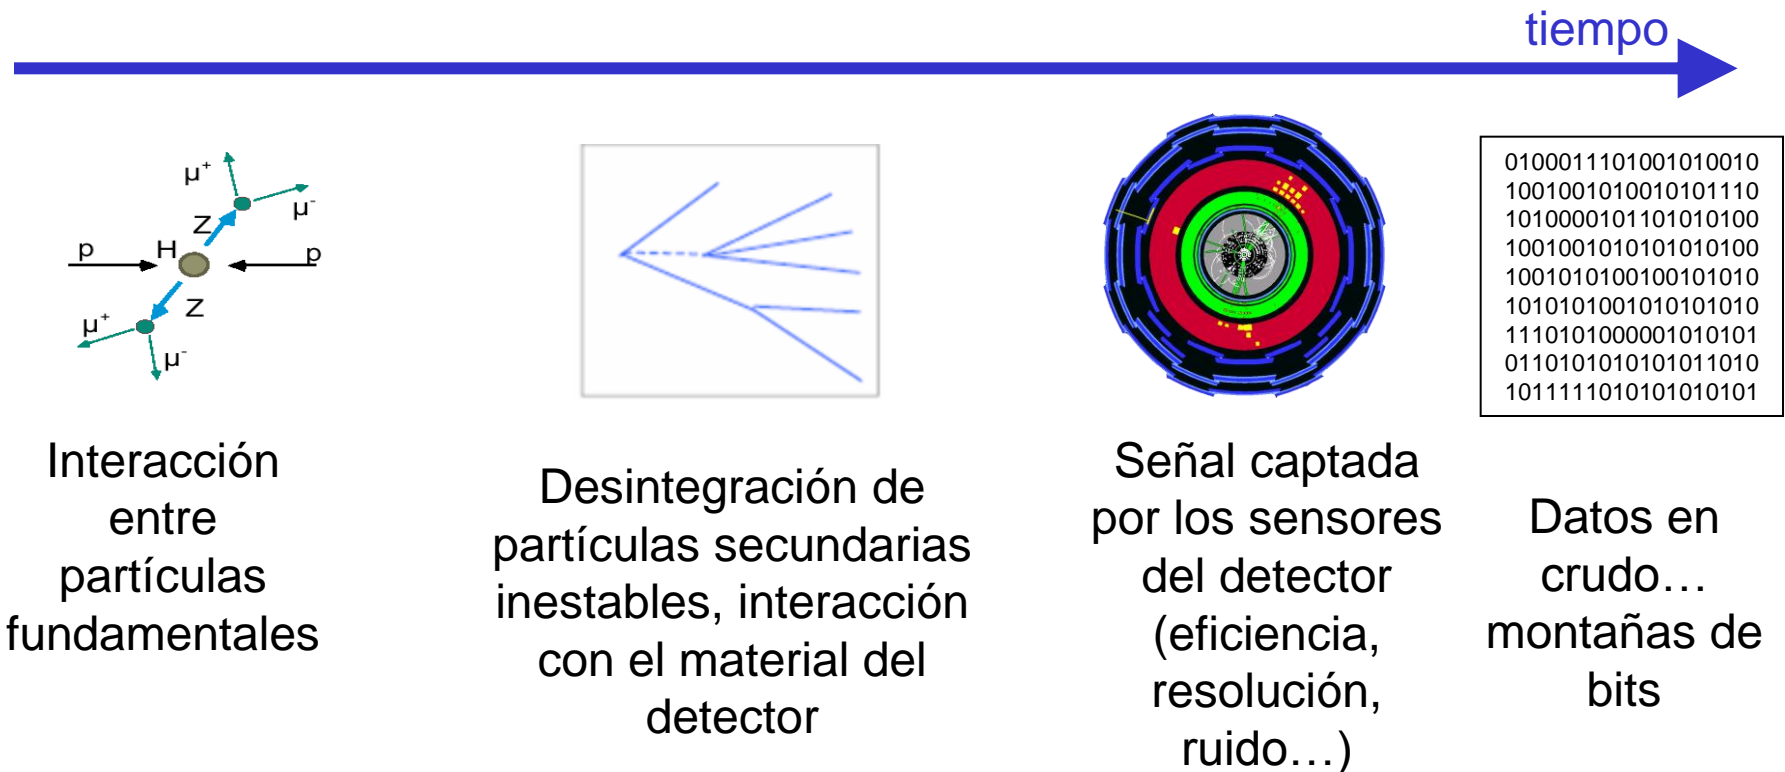 tiempo
μ+
μ-
Z
H
p
p
Z
μ+
μ-
0100011101001010010
1001001010010101110
1010000101101010100
1001001010101010100
1001010100100101010
1010101001010101010
1110101000001010101
0110101010101011010
1011111010101010101
Interacción
entre
partículas
fundamentales
Desintegración de
partículas secundarias
inestables, interacción
con el material del
detector
Señal captada
por los sensores
del detector
(eficiencia,
resolución,
ruido…)
Datos en
crudo…
montañas de
bits